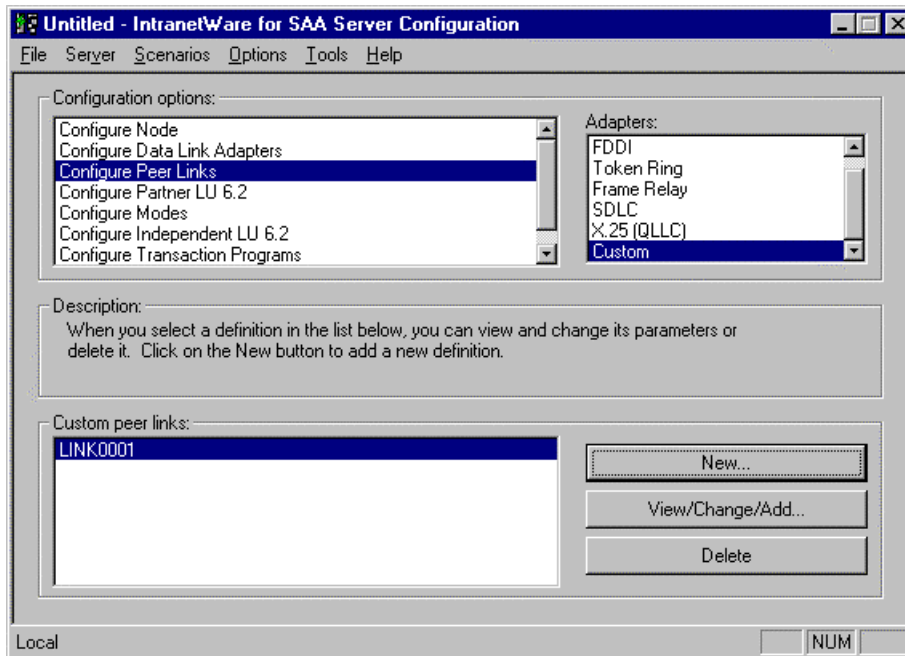 Untitled - IntranetWare for SAA Server Configuration
File Server Scenarios Options Tools Help
Configuration options:
Configure Node
Configure Data Link Adapters
Configure Peer Links
Configure Partner LU 6.2
Configure Modes
Configure Independent LU 6.2
Configure Transaction Programs
Adapters:
FDDI
Token Ring
Frame Relay
SDLC
X.25 (QLLC)
Custom
Description:
When you select a definition in the list below, you can view and change its parameters or
delete it. Click on the New button to add a new definition.
Custom peer links:
LINK0001
New...
View/Change/Add...
Delete
Local
NUM